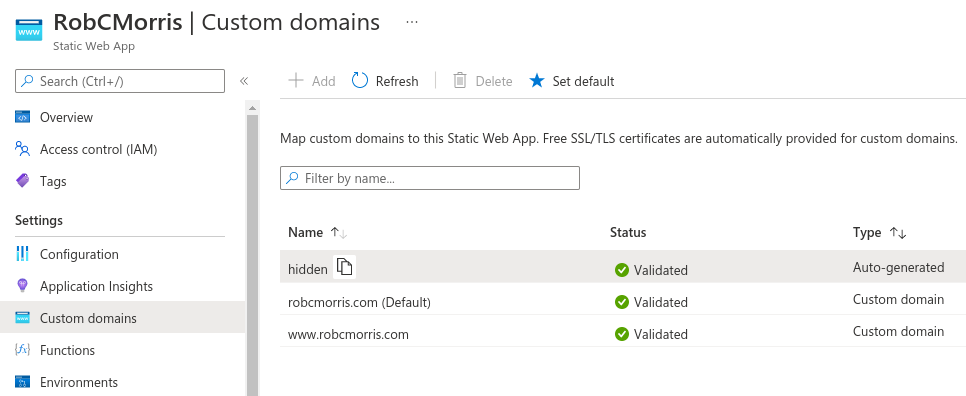 RobCMorris | Custom domains ...
Static Web App
Search (Ctrl+/) «
Overview
Access control (IAM)
Tags
Settings
Configuration
Application Insights
Custom domains
Functions
Environments
Add Refresh Delete Set default
Map custom domains to this Static Web App. Free SSL/TLS certificates are automatically provided for custom domains.
Filter by name...
Name ↑↓ Status Type ↑↓
hidden Validated Auto-generated
robcmorris.com (Default) Validated Custom domain
www.robcmorris.com Validated Custom domain